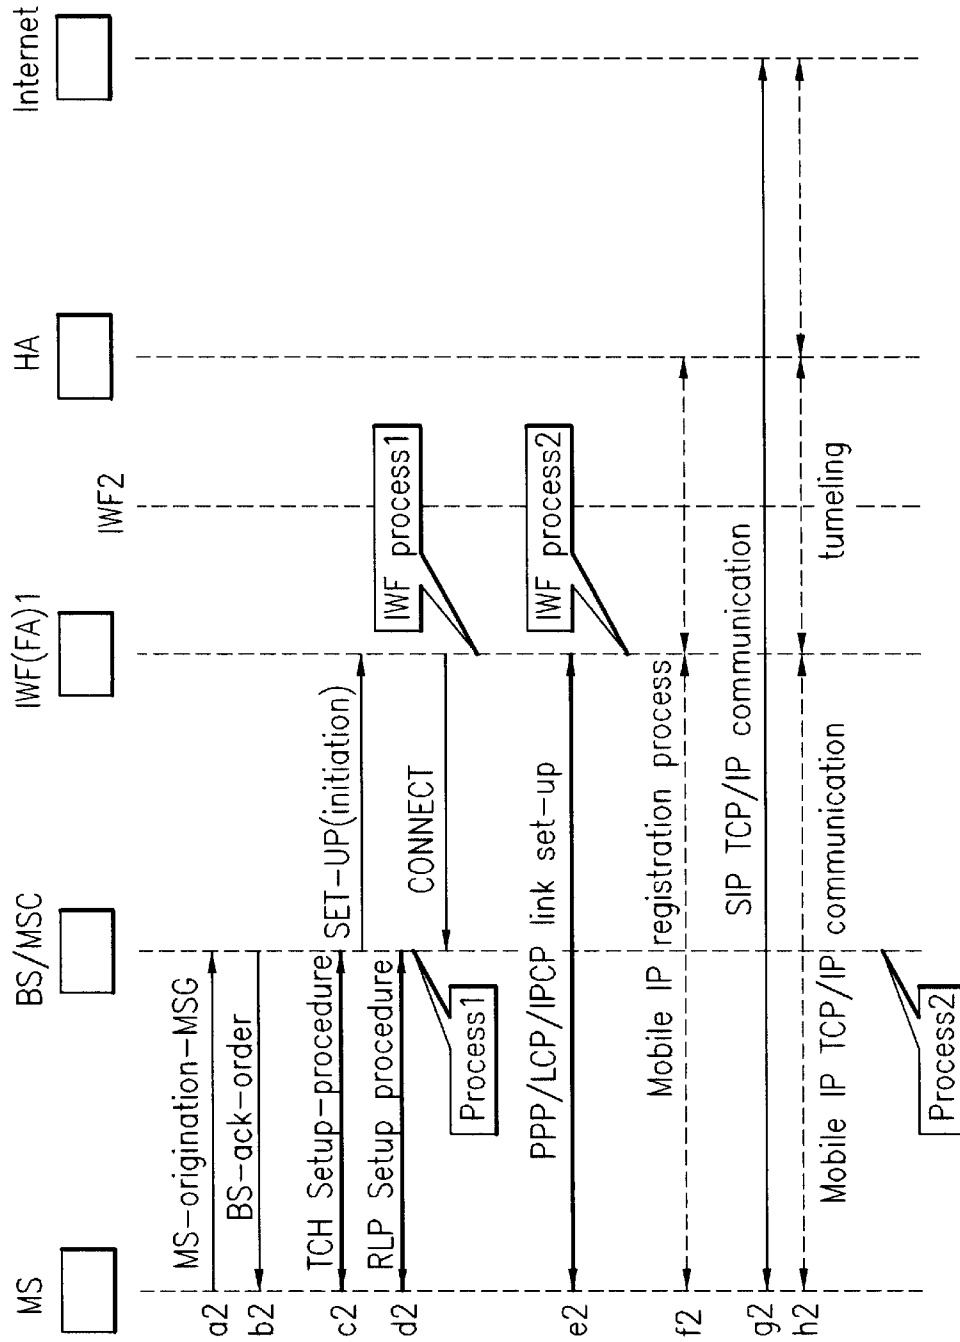 MS
BS/MSC
IWF(FA)1
IWF2
HA
Internet
a2
MS-origination-MSG
b2
BS-ack-order
c2
TCH Setup-procedure
SET-UP(initiation)
d2
RLP Setup procedure
IWF process1
CONNECT
Process1
e2
PPP/LCP/IPCP link set-up
IWF process2
f2
Mobile IP registration process
g2
SIP TCP/IP communication
h2
Mobile IP TCP/IP communication
tumeling
Process2